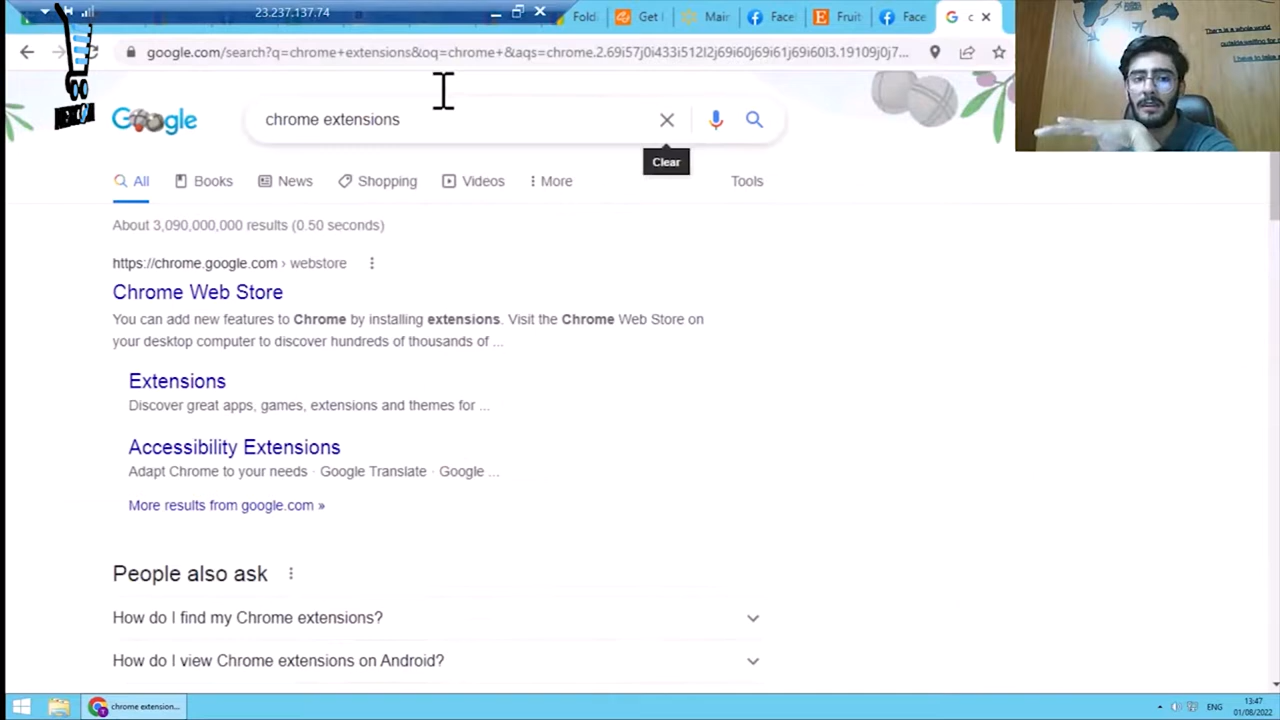 23.237.137.74
Foldi
Get I
Main
Face
Fruit
Face
c
google.com/search?q=chrome+extensions&oq=chrome+&aqs=chrome.2.69i57j0i433i512l2j69i60j69i61j69i60l3.19109j0j7...
There is a whole world
Google
chrome extensions
Clear
All
Books
News
Shopping
Videos
More
Tools
About 3,090,000,000 results (0.50 seconds)
https://chrome.google.com › webstore
Chrome Web Store
You can add new features to Chrome by installing extensions. Visit the Chrome Web Store on
your desktop computer to discover hundreds of thousands of ...
Extensions
Discover great apps, games, extensions and themes for ...
Accessibility Extensions
Adapt Chrome to your needs · Google Translate · Google ...
More results from google.com »
People also ask
How do I find my Chrome extensions?
How do I view Chrome extensions on Android?
chrome extension...
ENG
13:47
01/08/2022